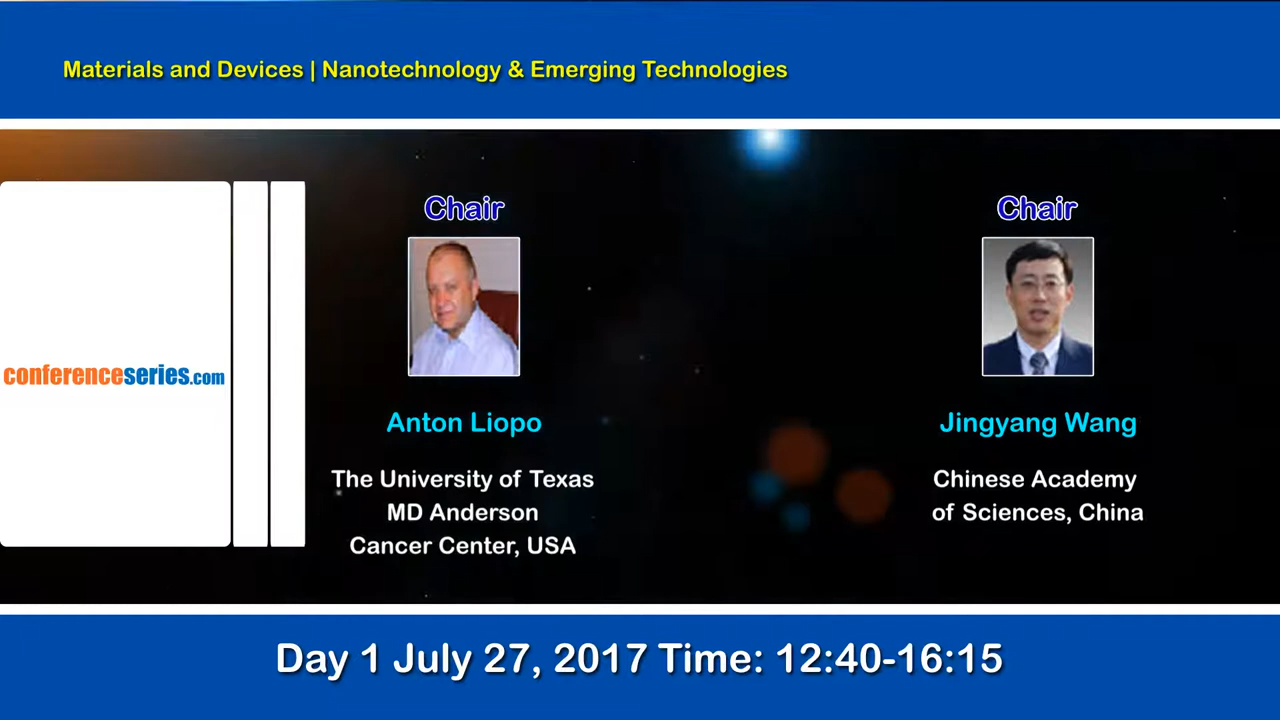 Materials and Devices | Nanotechnology & Emerging Technologies
conferenceseries.com
Chair
Anton Liopo
The University of Texas
MD Anderson
Cancer Center, USA
Chair
Jingyang Wang
Chinese Academy
of Sciences, China
Day 1 July 27, 2017 Time: 12:40-16:15